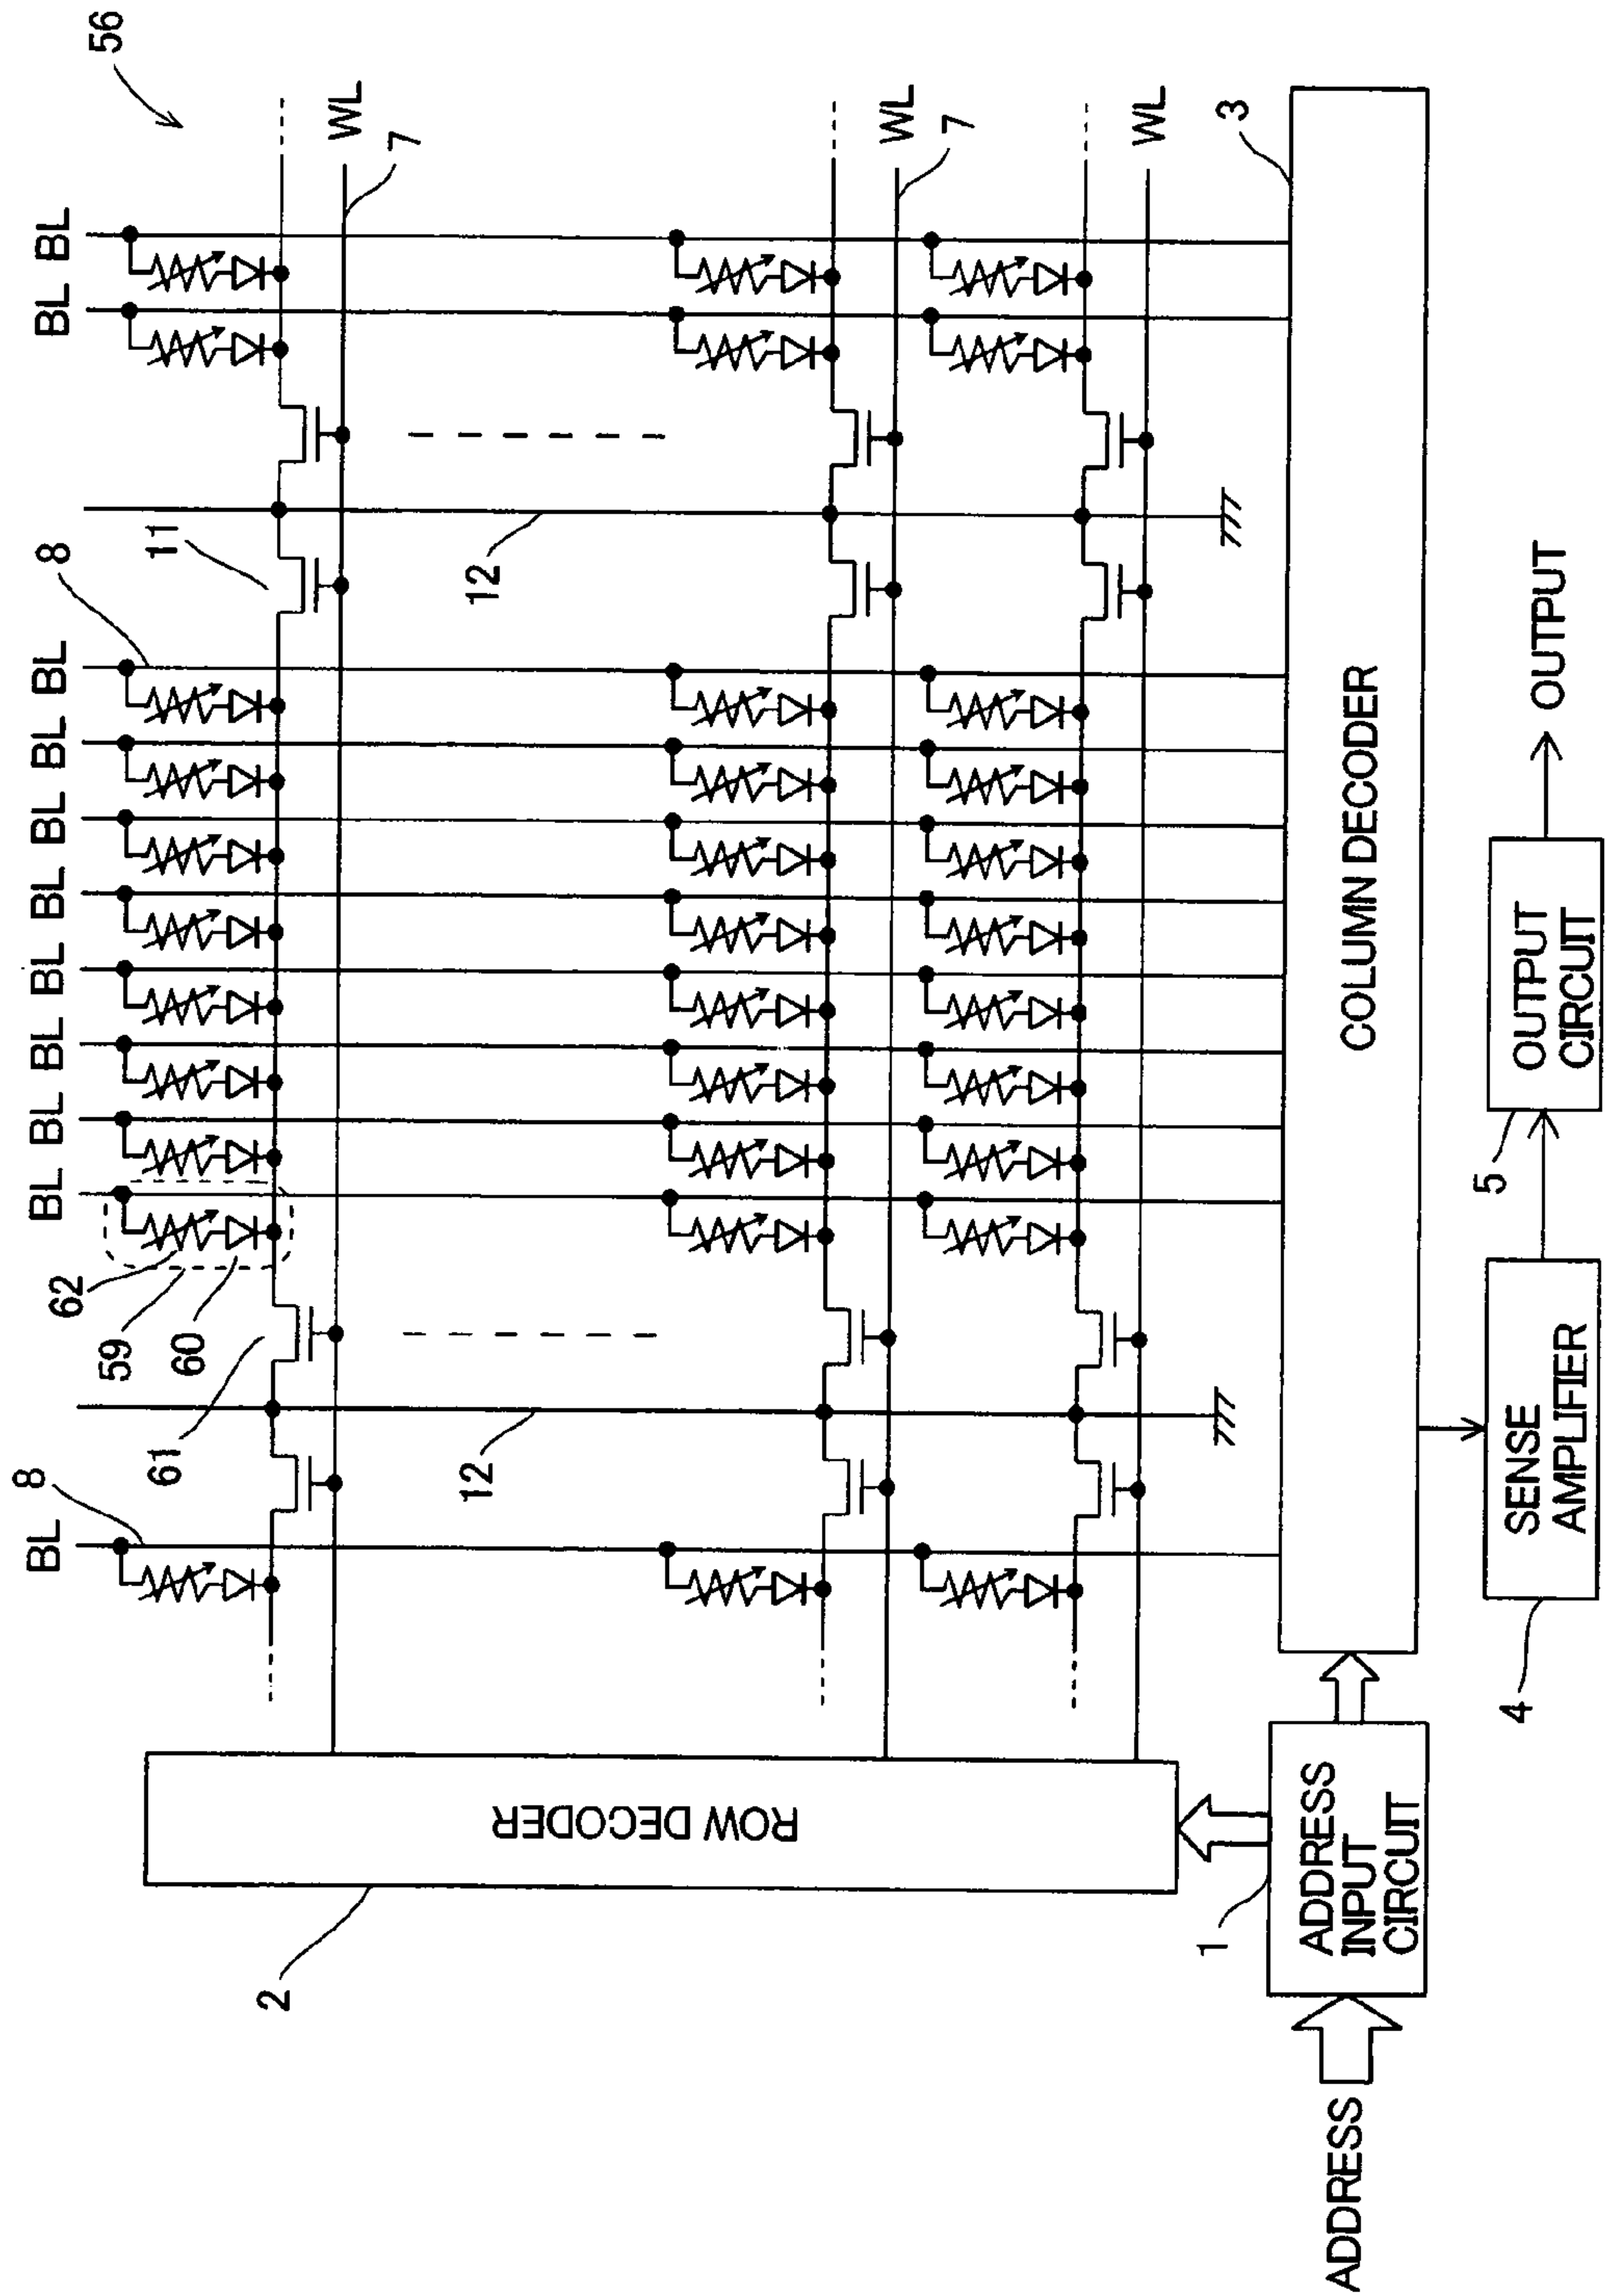 56
8
8
BL
BL BL BL BL BL BL BL BL
BL BL
62
59
60
61
11
WL
7
2
12
12
ROW DECODER
WL
7
WL
3
1
COLUMN DECODER
ADDRESS
ADDRESS
INPUT
CIRCUIT
4
5
SENSE
AMPLIFIER
OUTPUT
CIRCUIT
OUTPUT